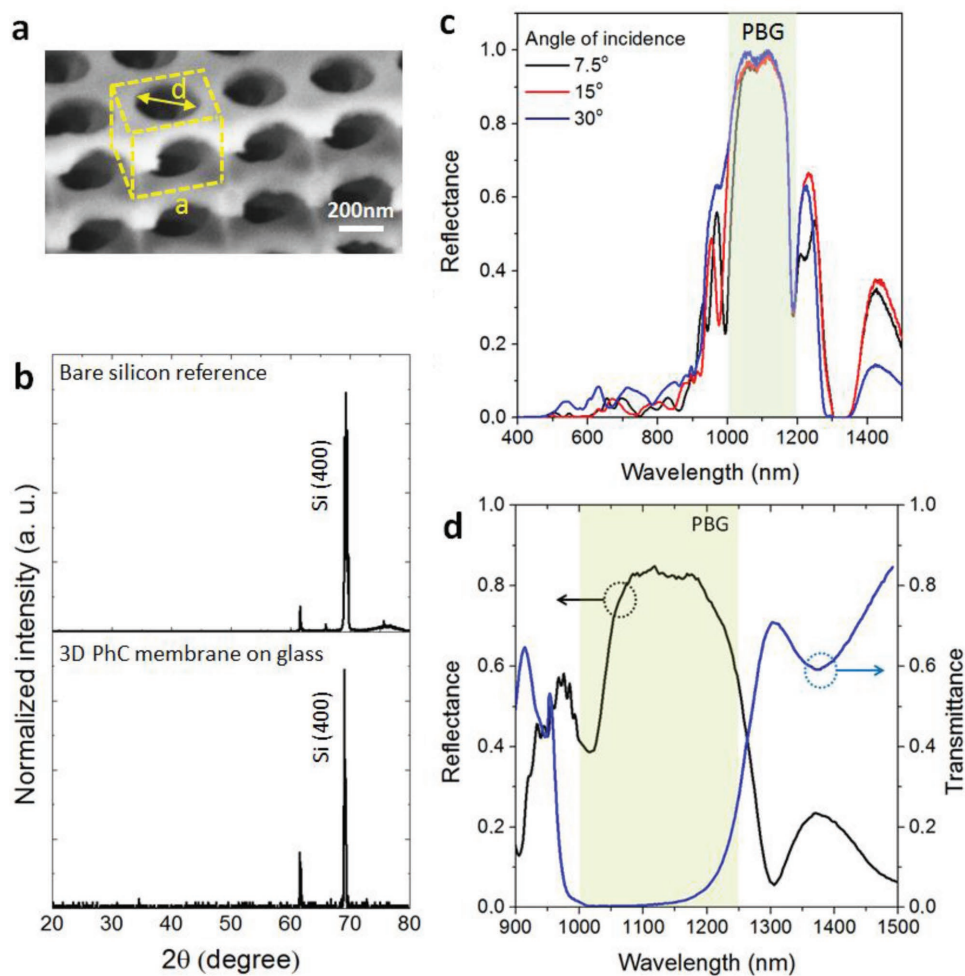 a
d
a
200nm
b
Bare silicon reference
Si (400)
3D PhC membrane on glass
Si (400)
Normalized intensity (a. u.)
20 30 40 50 60 70 80
2θ (degree)
c
PBG
Angle of incidence
7.5°
15°
30°
1.0
0.8
0.6
0.4
0.2
0.0
Reflectance
400 600 800 1000 1200 1400
Wavelength (nm)
d
PBG
1.0
0.8
0.6
0.4
0.2
0.0
Reflectance
1.0
0.8
0.6
0.4
0.2
0.0
Transmittance
900 1000 1100 1200 1300 1400 1500
Wavelength (nm)